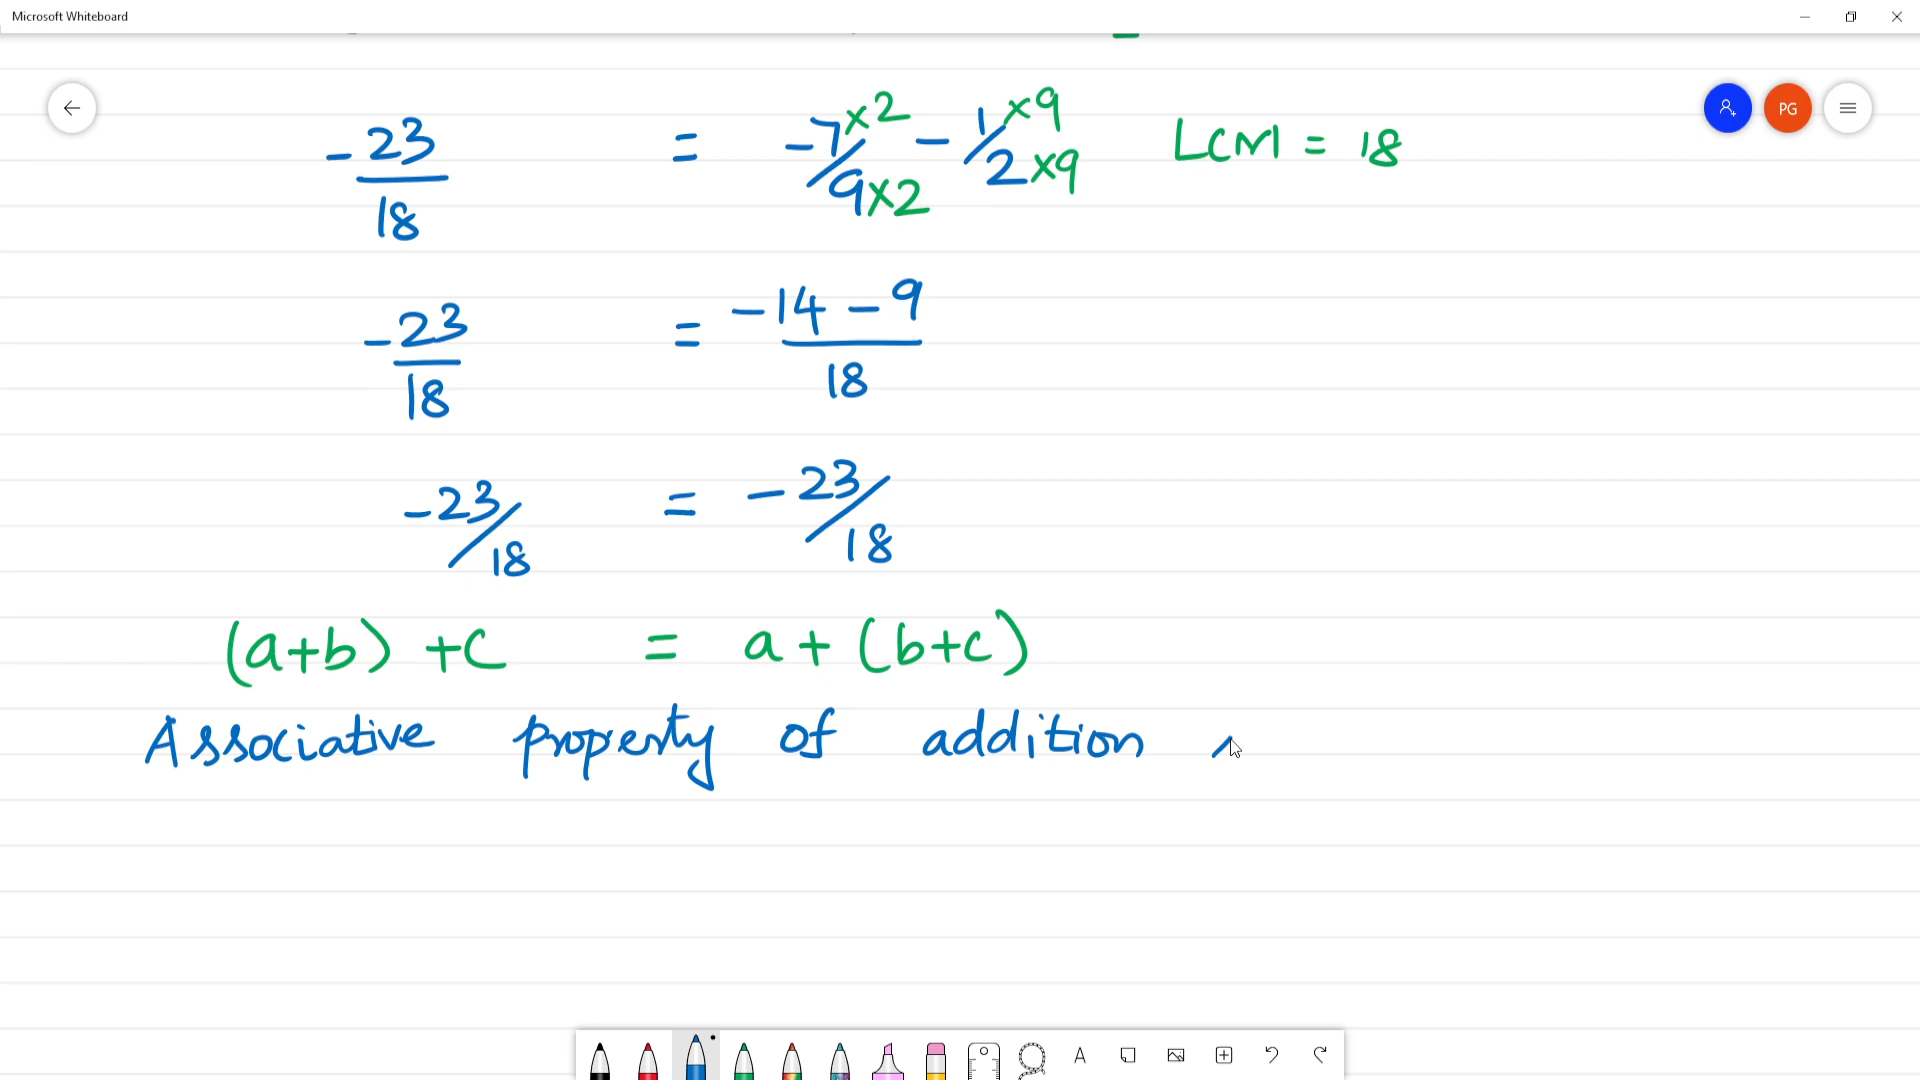 Microsoft Whiteboard
PG
-23/18 = -7×2/9×2 - 1×9/2×9 LCM = 18
-23/18 = -14-9/18
-23/18 = -23/18
(a+b)+c = a+(b+c)
Associative property of addition
A